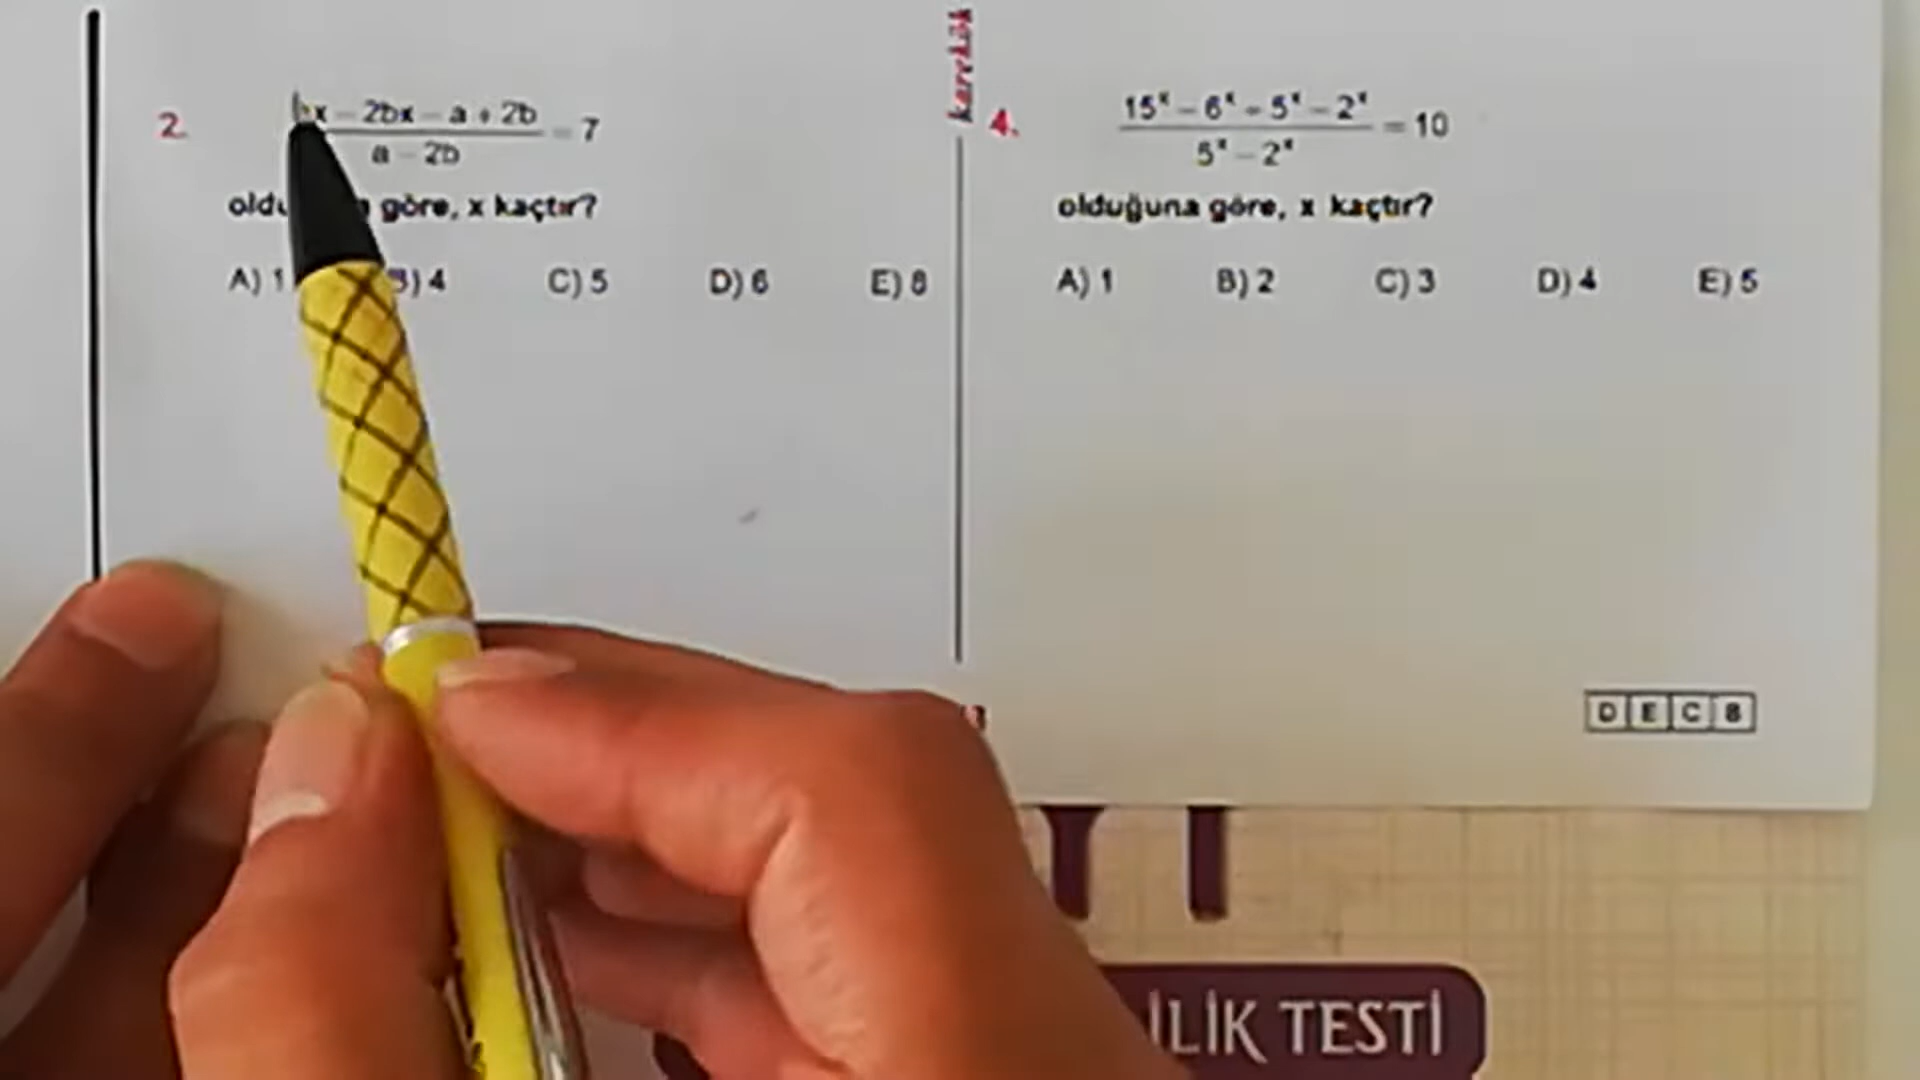 2.
x - 2bx - a + 2b
a - 2b
= 7
göre, x kaçtır?
A) 1 B) 4 C) 5 D) 6 E) 8
karekök
4.
15ˣ - 6ˣ + 5ˣ - 2ˣ
5ˣ - 2ˣ
= 10
olduğuna göre, x kaçtır?
A) 1 B) 2 C) 3 D) 4 E) 5
D E C B
İLİK TESTİ